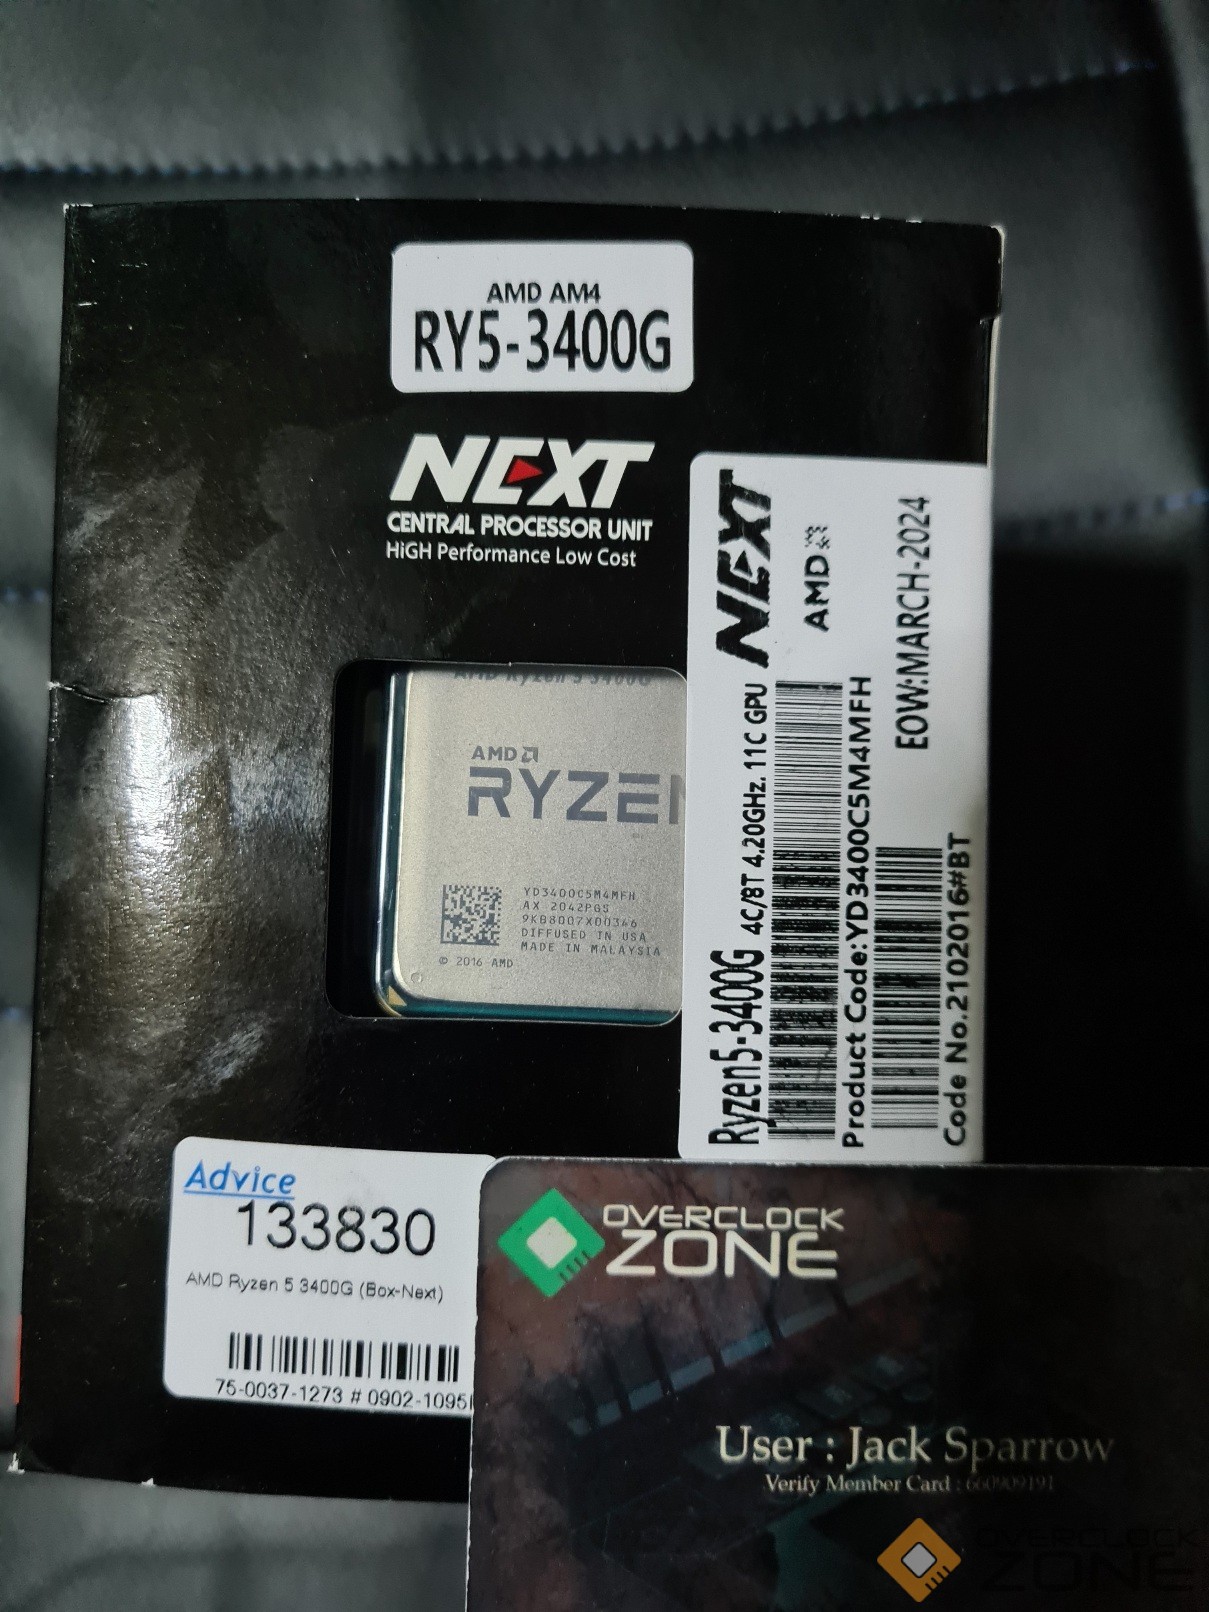 AMD AM4
RY5-3400G
NEXT
CENTRAL PROCESSOR UNIT
HiGH Performance Low Cost
AMD Ryzen 5 3400G
AMD
RYZEN
YD3400C5M4MFH
AX 2042PGS
9KB8007X00346
DIFFUSED IN USA
MADE IN MALAYSIA
© 2016 AMD
Ryzen5-3400G 4C/8T 4.20GHz. 11C GPU NEXT
AMD
Product Code:YD3400C5M4MFH
EOW:MARCH-2024
Code No.2102016#BT
Advice
133830
AMD Ryzen 5 3400G (Box-Next)
75-0037-1273 # 0902-1095
OVERCLOCK
ZONE
User : Jack Sparrow
Verify Member Card : 660909191
OVERCLOCK
ZONE